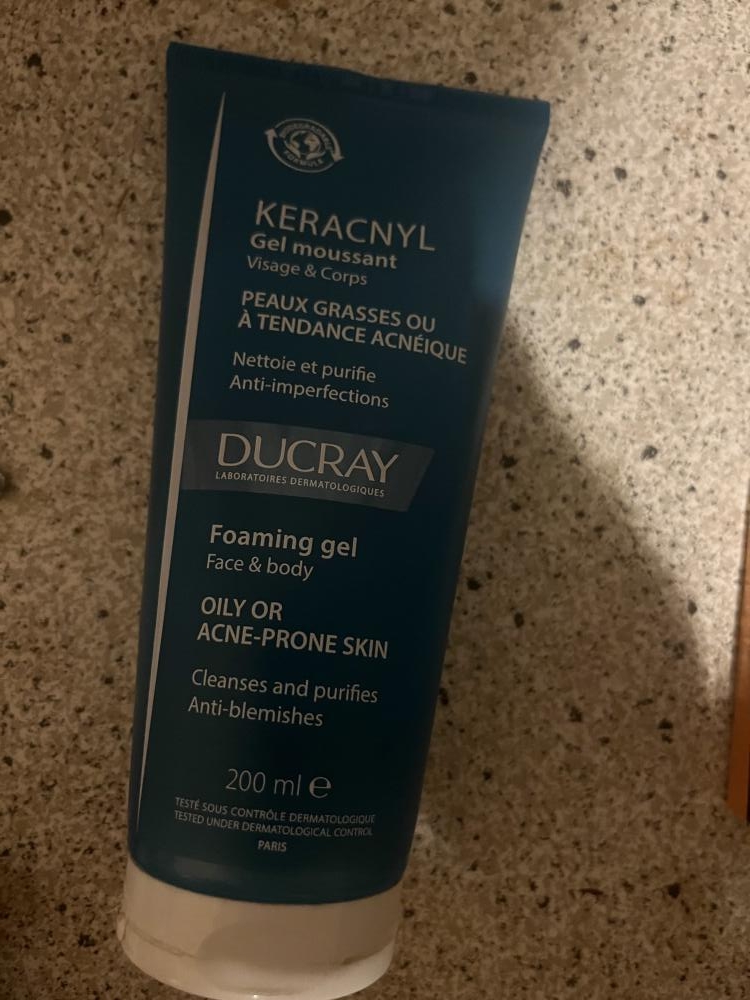 BIODEGRADABLE
FORMULA
KERACNYL
Gel moussant
Visage & Corps
PEAUX GRASSES OU
À TENDANCE ACNÉIQUE
Nettoie et purifie
Anti-imperfections
DUCRAY
LABORATOIRES DERMATOLOGIQUES
Foaming gel
Face & body
OILY OR
ACNE-PRONE SKIN
Cleanses and purifies
Anti-blemishes
200 ml ℮
TESTÉ SOUS CONTRÔLE DERMATOLOGIQUE
TESTED UNDER DERMATOLOGICAL CONTROL
PARIS